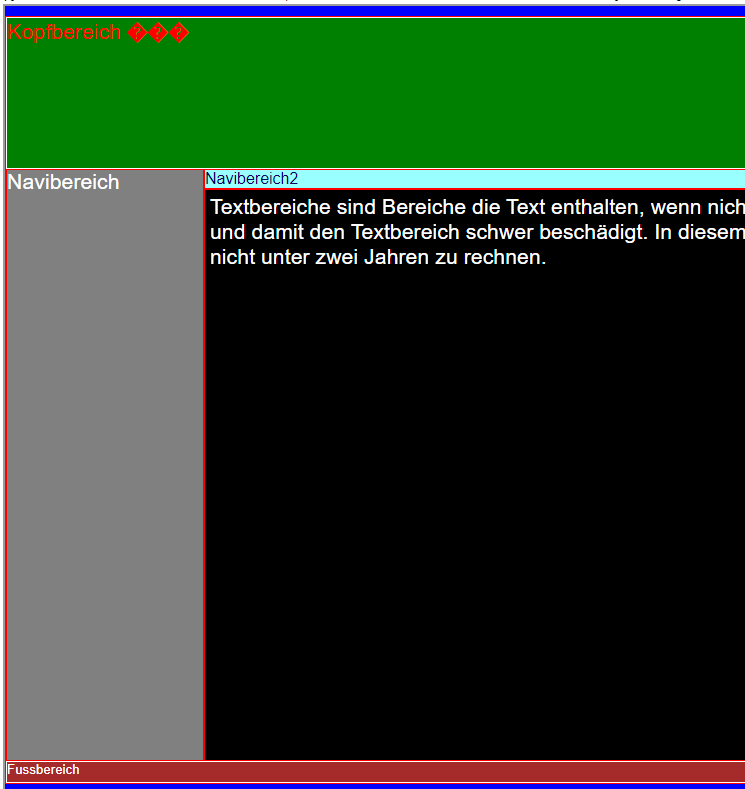 Kopfbereich ���
Navibereich
Navibereich2
Textbereiche sind Bereiche die Text enthalten, wenn nich
und damit den Textbereich schwer beschädigt. In diesem
nicht unter zwei Jahren zu rechnen.
Fussbereich